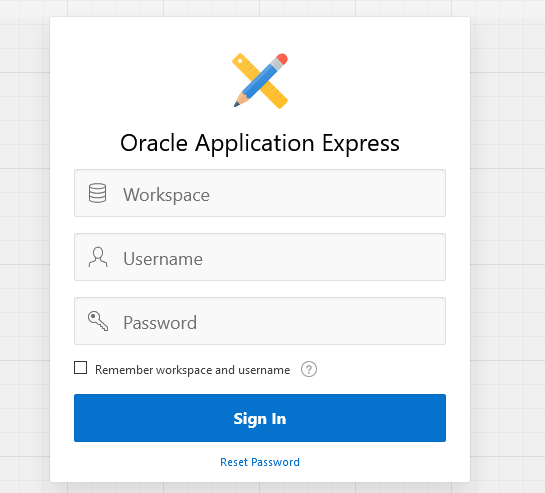 Oracle Application Express
Workspace
Username
Password
Remember workspace and username ?
Sign In
Reset Password